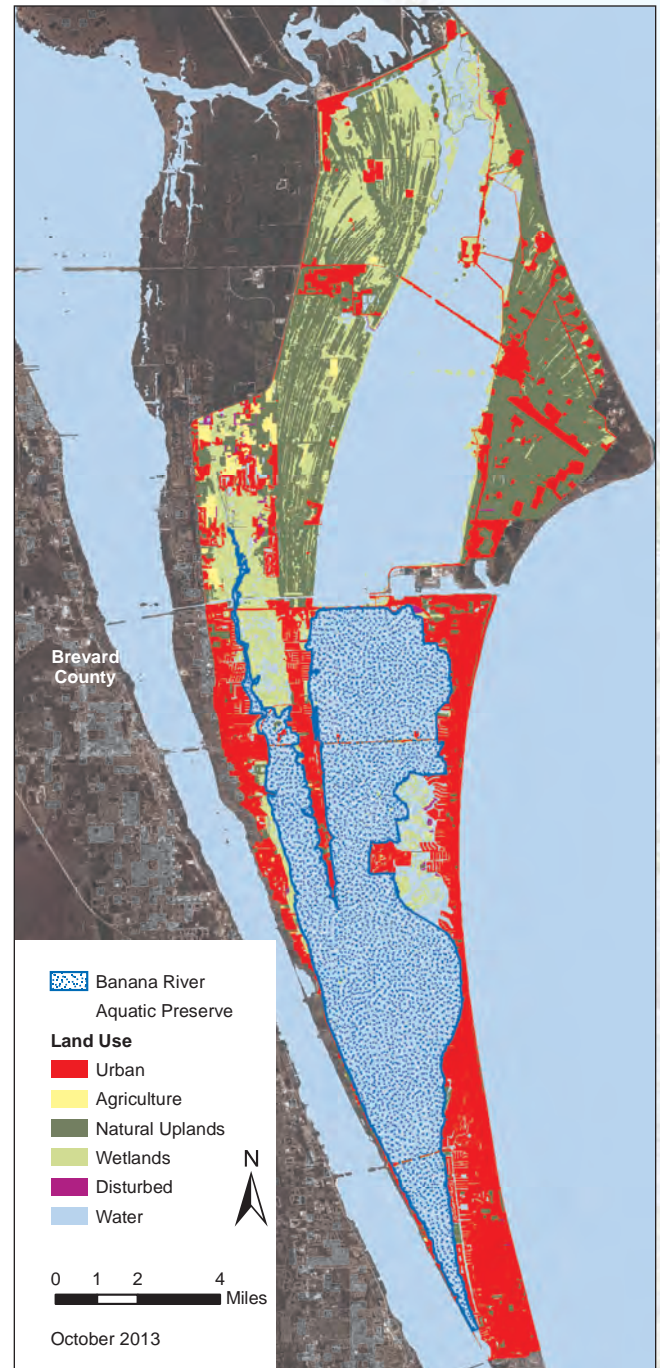 Brevard
County
Banana River
Aquatic Preserve
Land Use
Urban
Agriculture
Natural Uplands
Wetlands
Disturbed
Water
N
0 1 2 4
Miles
October 2013